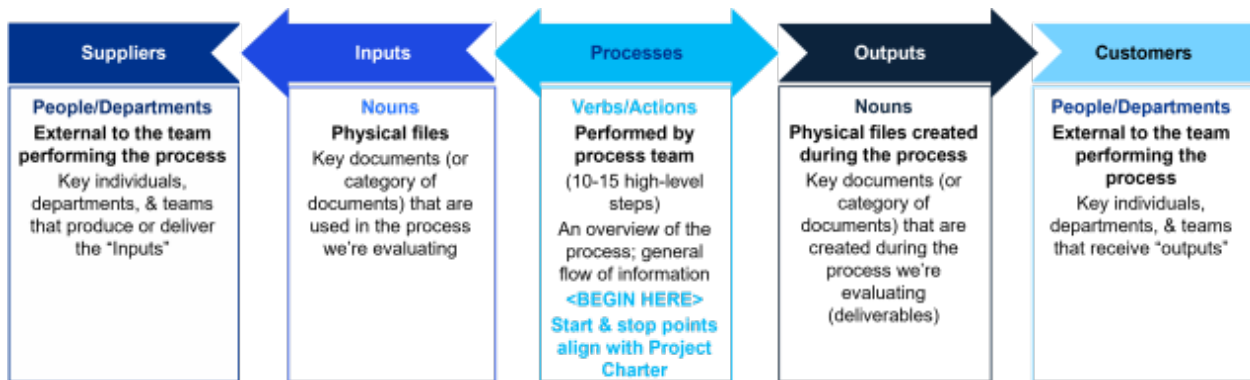 Suppliers
Inputs
Processes
Outputs
Customers
People/Departments
External to the team
performing the process
Key individuals,
departments, & teams
that produce or deliver
the “Inputs”
Nouns
Physical files
Key documents (or
category of
documents) that are
used in the process
we’re evaluating
Verbs/Actions
Performed by
process team
(10-15 high-level
steps)
An overview of the
process; general
flow of information
<BEGIN HERE>
Start & stop points
align with Project
Charter
Nouns
Physical files created
during the process
Key documents (or
category of
documents) that are
created during the
process we’re
evaluating
(deliverables)
People/Departments
External to the team
performing the
process
Key individuals,
departments, & teams
that receive “outputs”